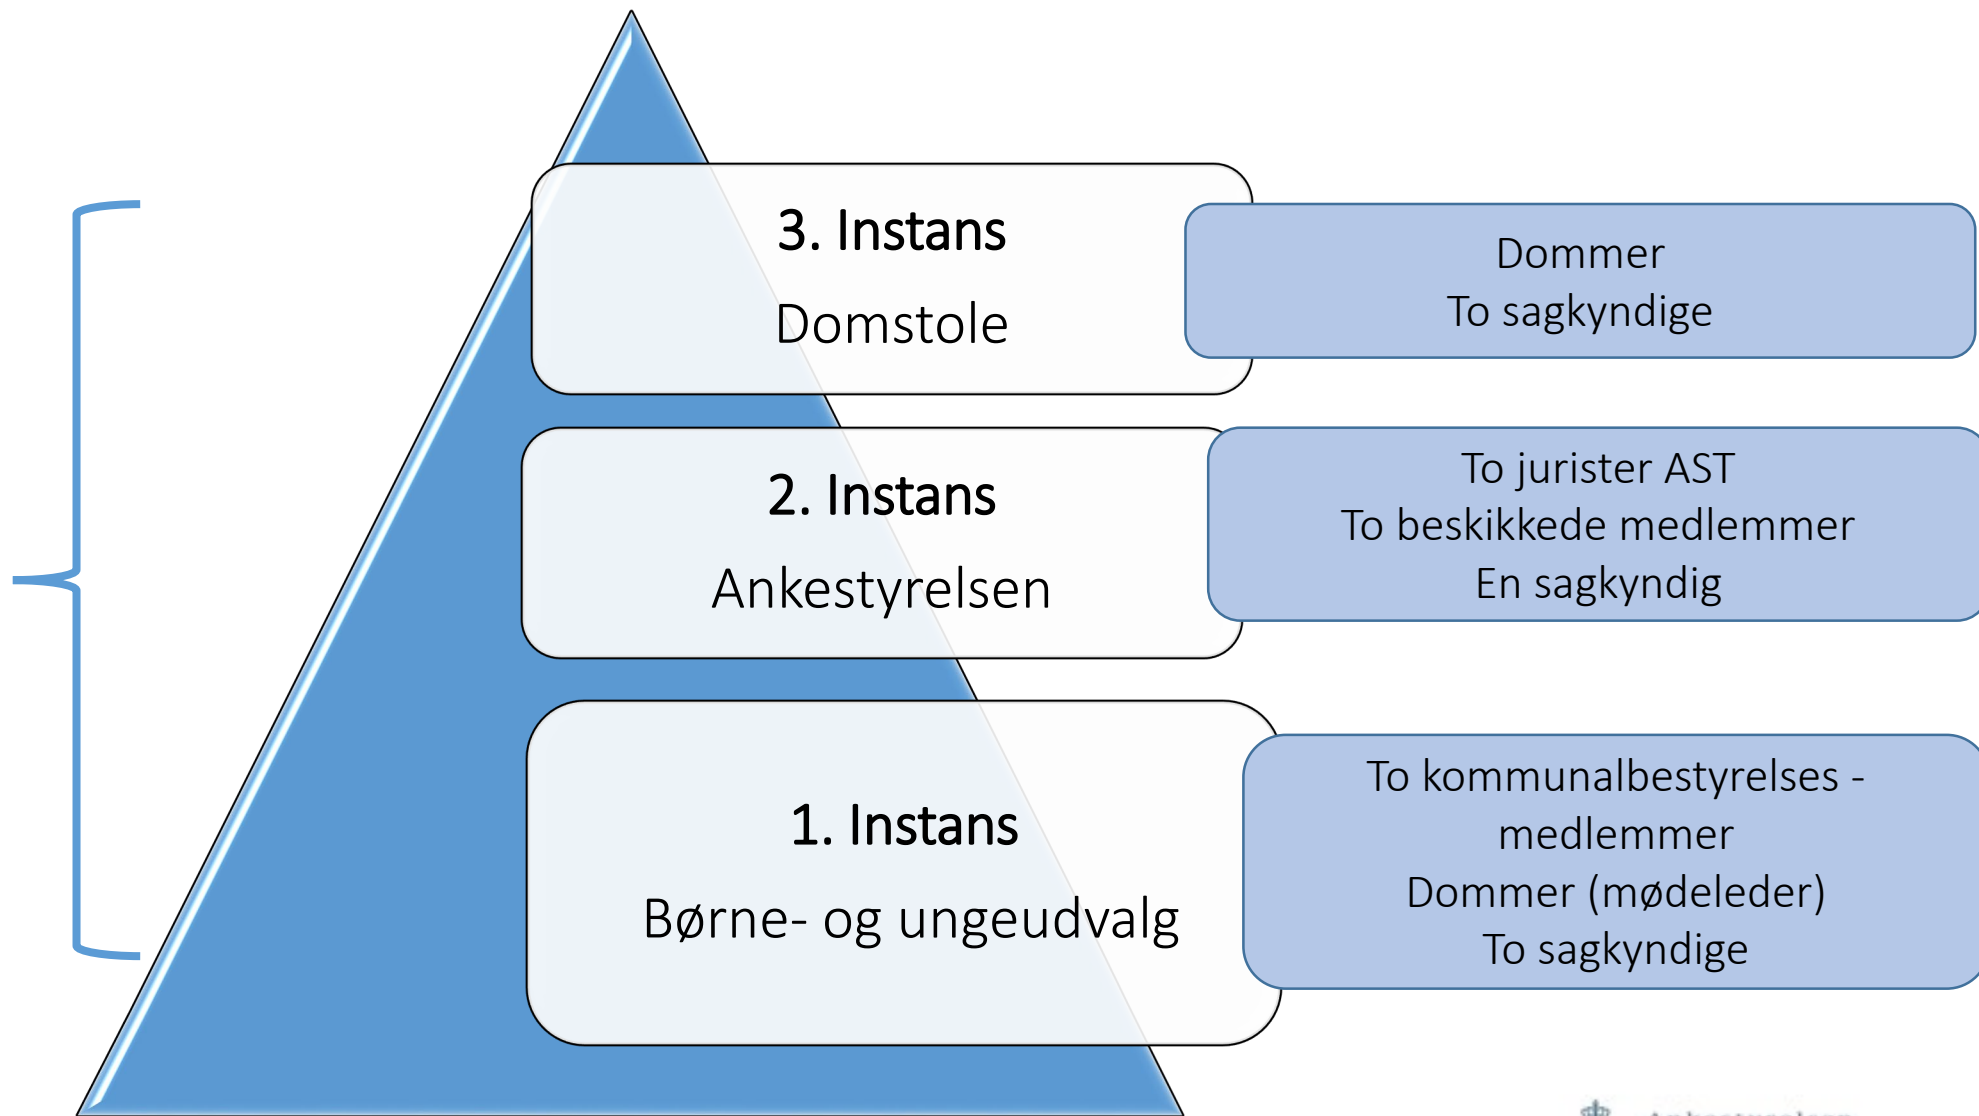 3. Instans
Domstole
Dommer
To sagkyndige
2. Instans
Ankestyrelsen
To jurister AST
To beskikkede medlemmer
En sagkyndig
1. Instans
Børne- og ungeudvalg
To kommunalbestyrelses -
medlemmer
Dommer (mødeleder)
To sagkyndige